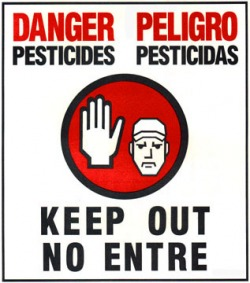 DANGER PELIGRO
PESTICIDES PESTICIDAS
KEEP OUT
NO ENTRE